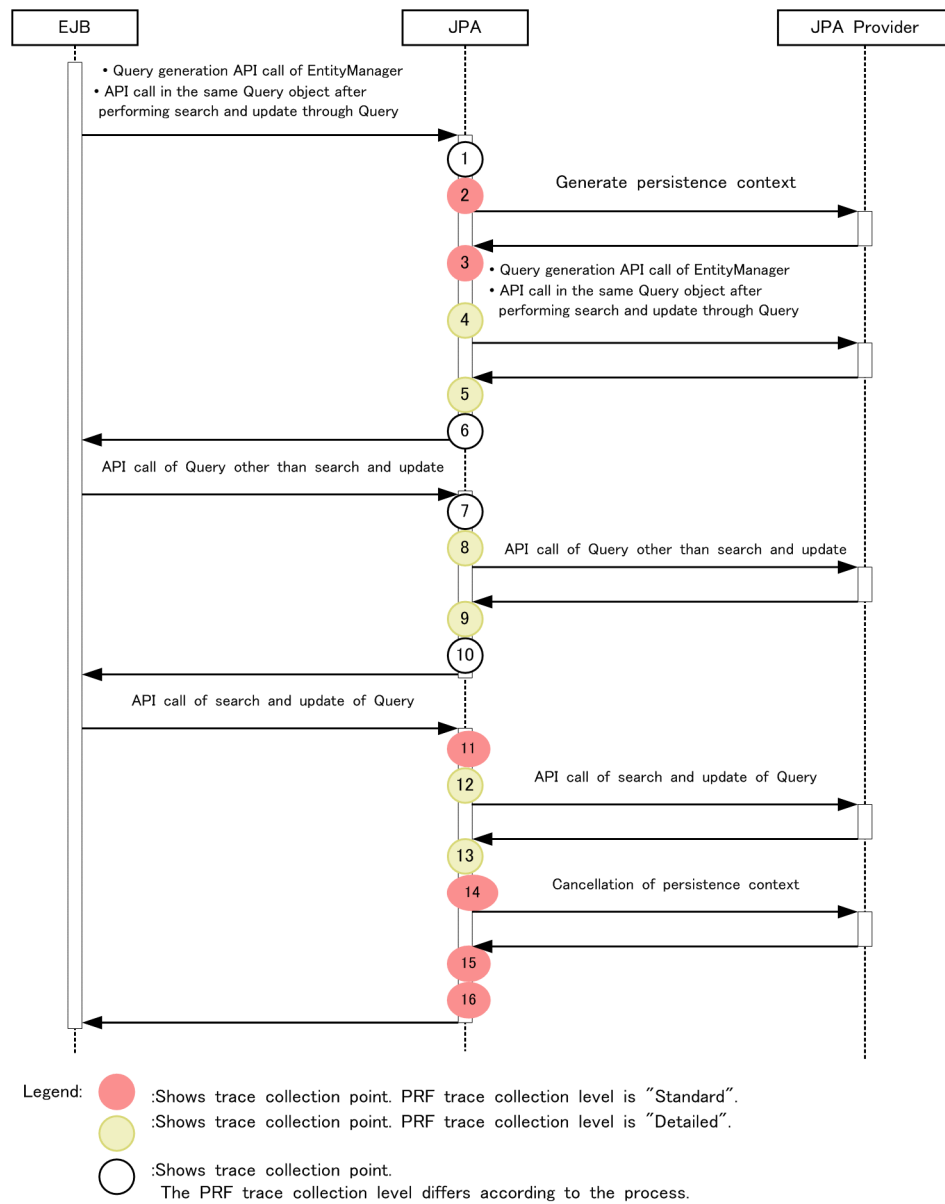 EJB
JPA
JPA Provider
• Query generation API call of EntityManager
• API call in the same Query object after
performing search and update through Query
1
2
Generate persistence context
3
• Query generation API call of EntityManager
• API call in the same Query object after
performing search and update through Query
4
5
6
API call of Query other than search and update
7
8
API call of Query other than search and update
9
10
API call of search and update of Query
11
12
API call of search and update of Query
13
14
Cancellation of persistence context
15
16
Legend:
:Shows trace collection point. PRF trace collection level is "Standard".
:Shows trace collection point. PRF trace collection level is "Detailed".
:Shows trace collection point.
The PRF trace collection level differs according to the process.